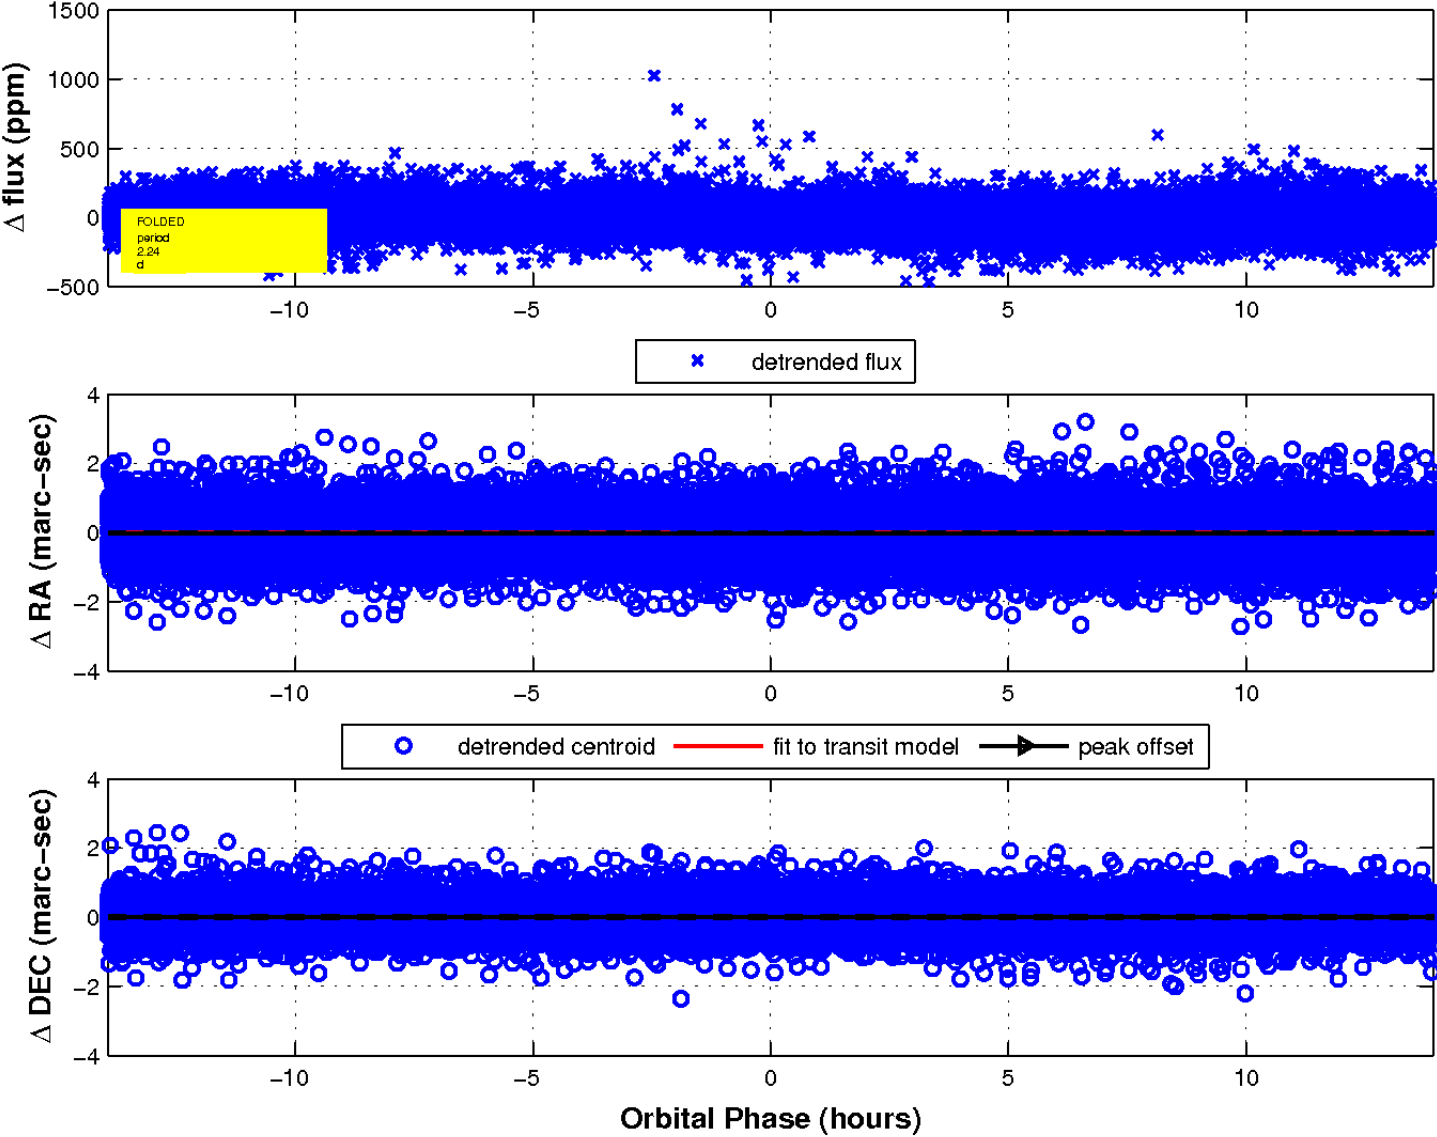 1500
1000
500
0
−500
Δ flux (ppm)
FOLDED
period
2.24
d
−10 −5 0 5 10
detrended flux
4
2
0
−2
−4
Δ RA (marc−sec)
−10 −5 0 5 10
detrended centroid fit to transit model peak offset
4
2
0
−2
−4
Δ DEC (marc−sec)
−10 −5 0 5 10
Orbital Phase (hours)